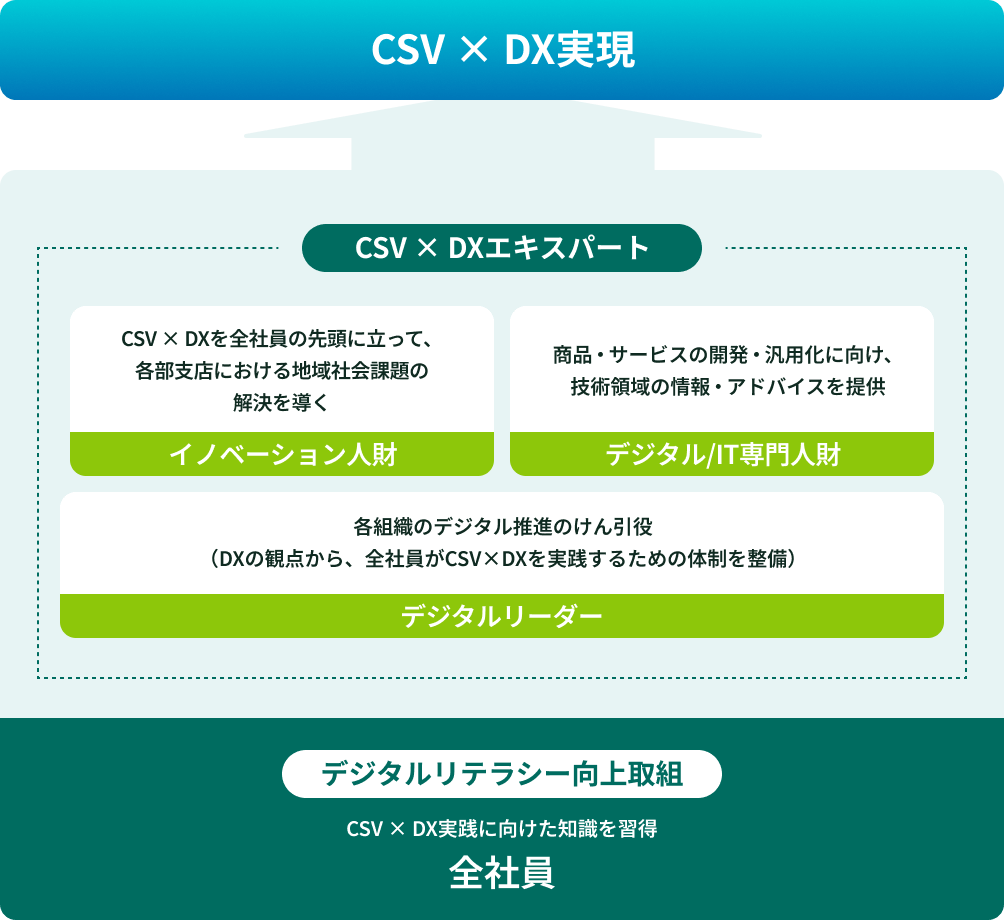 CSV × DX実現
CSV × DXエキスパート
CSV × DXを全社員の先頭に立って、
各部支店における地域社会課題の
解決を導く
イノベーション人財
商品・サービスの開発・汎用化に向け、
技術領域の情報・アドバイスを提供
デジタル/IT専門人財
各組織のデジタル推進のけん引役
（DXの観点から、全社員がCSV×DXを実践するための体制を整備）
デジタルリーダー
デジタルリテラシー向上取組
CSV × DX実践に向けた知識を習得
全社員